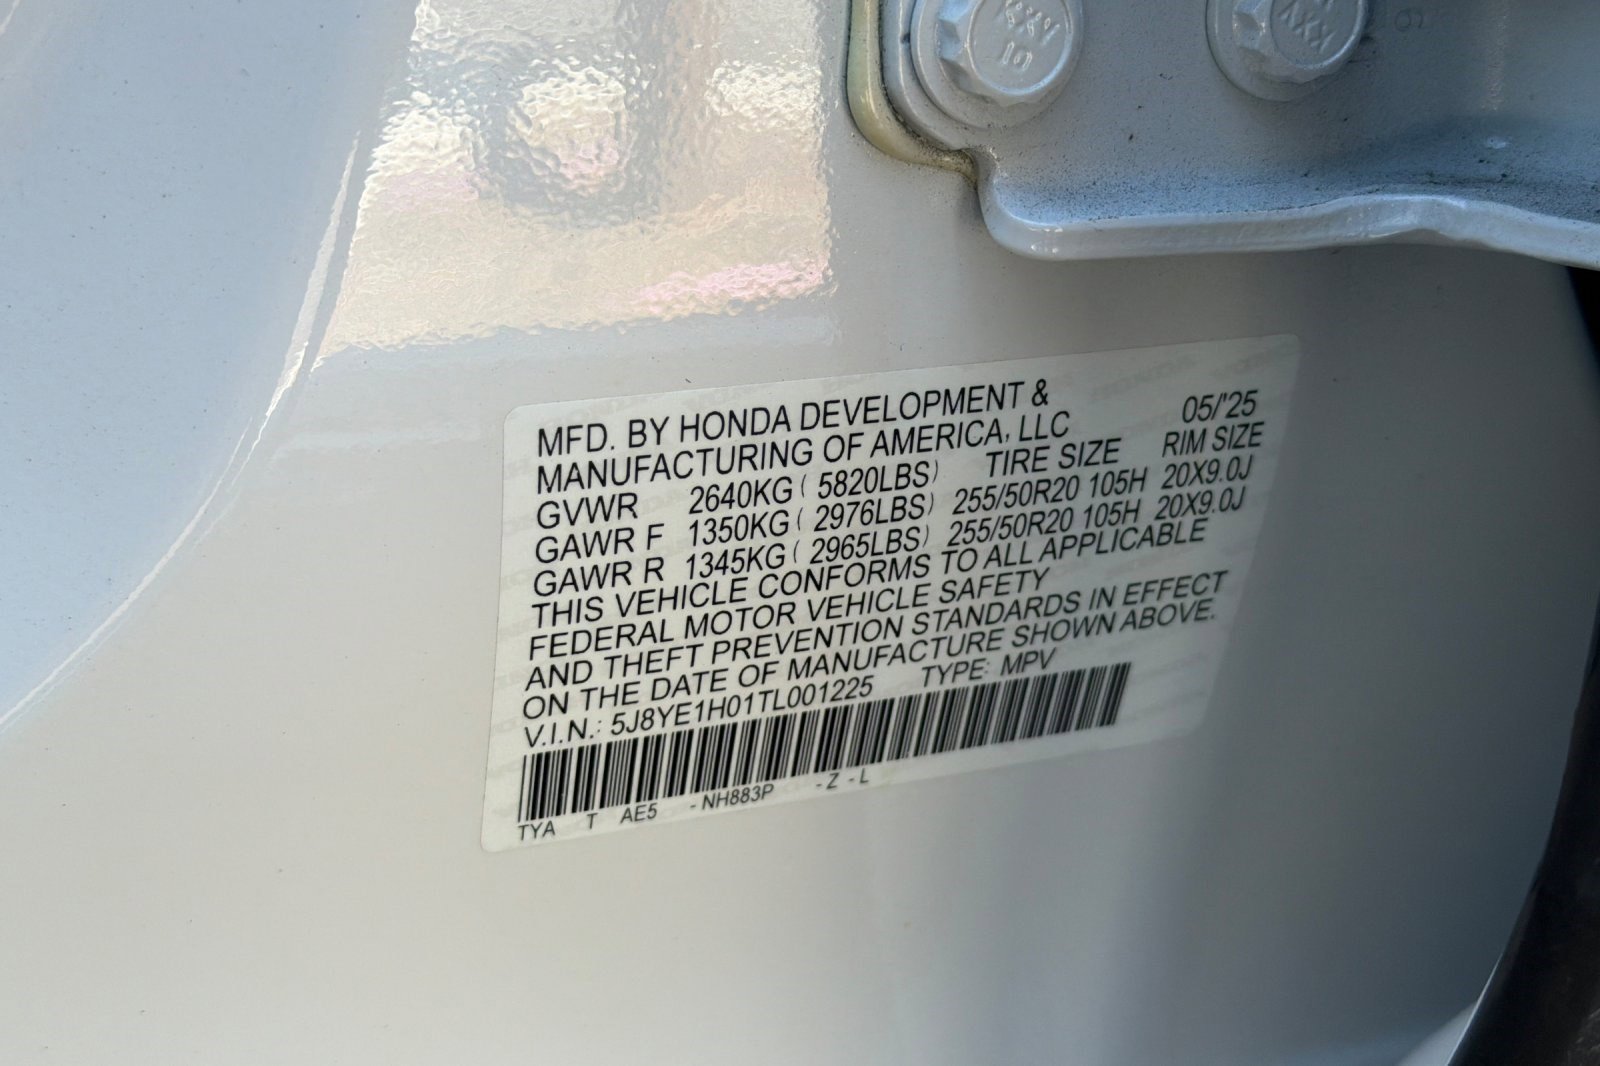 MFD. BY HONDA DEVELOPMENT & 05/'25
MANUFACTURING OF AMERICA, LLC RIM SIZE
GVWR 2640KG ( 5820LBS) TIRE SIZE
GAWR F 1350KG ( 2976LBS) 255/50R20 105H 20X9.0J
GAWR R 1345KG ( 2965LBS) 255/50R20 105H 20X9.0J
THIS VEHICLE CONFORMS TO ALL APPLICABLE
FEDERAL MOTOR VEHICLE SAFETY
AND THEFT PREVENTION STANDARDS IN EFFECT
ON THE DATE OF MANUFACTURE SHOWN ABOVE.
V.I.N.: 5J8YE1H01TL001225 TYPE: MPV
TYA T AE5 - NH883P - Z - L